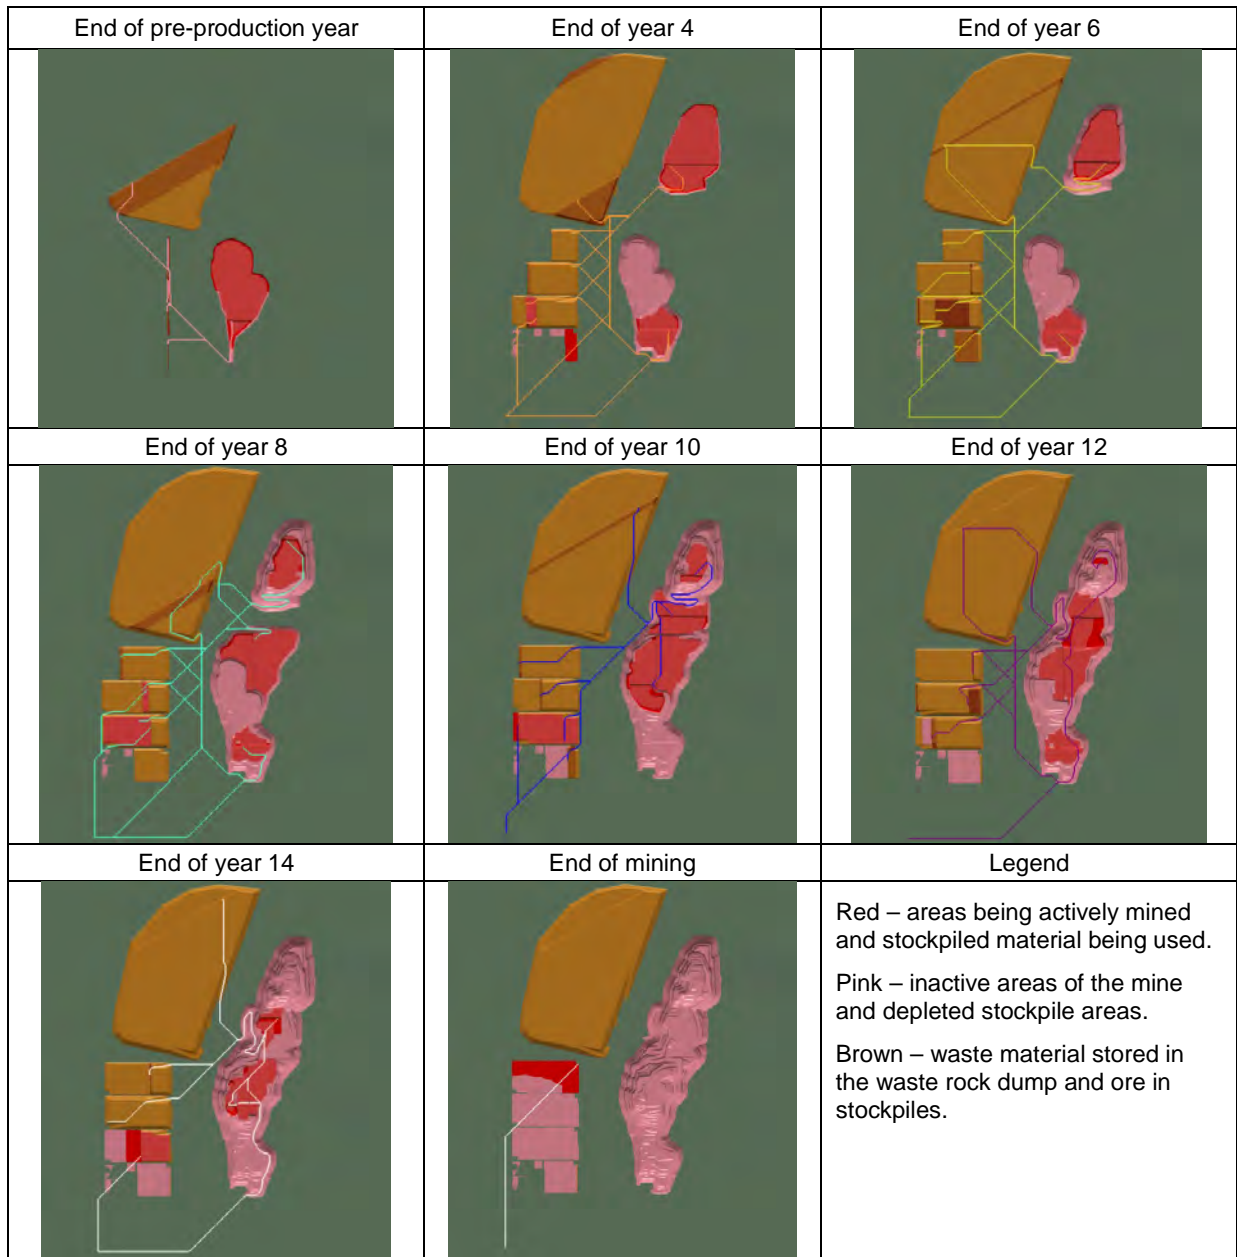 End of pre-production year
End of year 4
End of year 6
End of year 8
End of year 10
End of year 12
End of year 14
End of mining
Legend
Red – areas being actively mined
and stockpiled material being used.
Pink – inactive areas of the mine
and depleted stockpile areas.
Brown – waste material stored in
the waste rock dump and ore in
stockpiles.